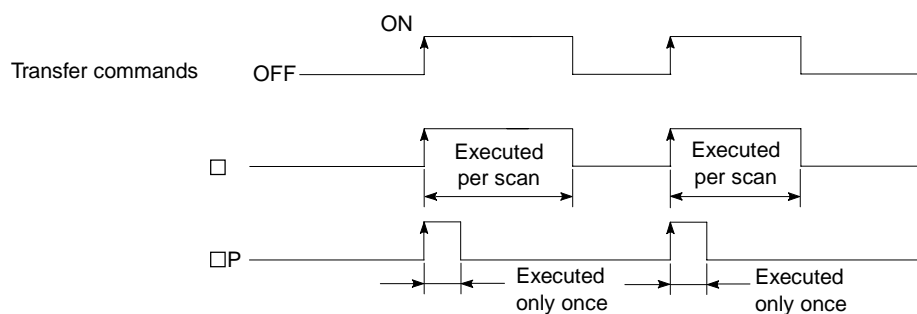 ON
Transfer commands OFF
Executed per scan
Executed per scan
□
□P
Executed only once
Executed only once